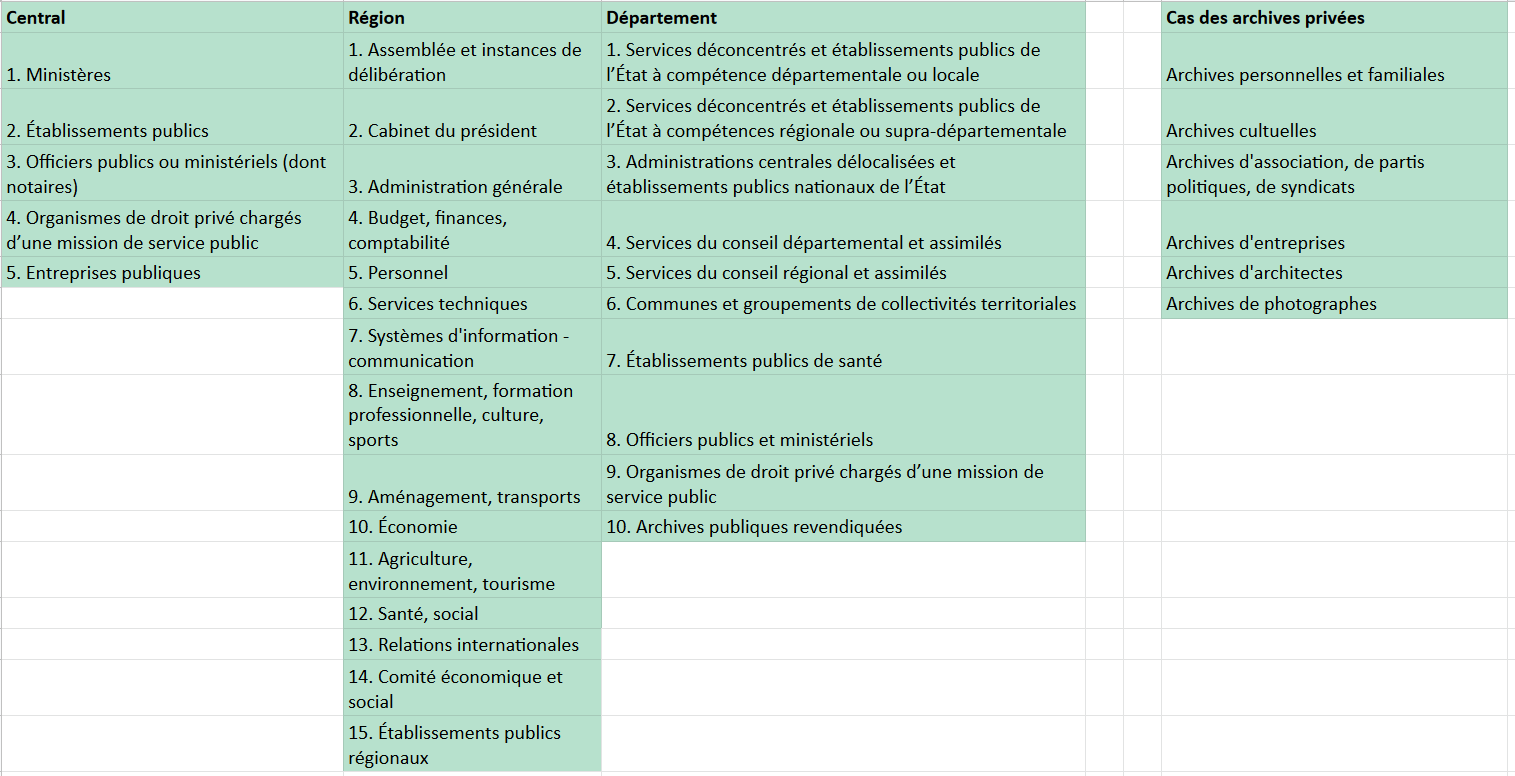 Central
1. Ministères
2. Établissements publics
3. Officiers publics ou ministériels (dont
notaires)
4. Organismes de droit privé chargés
d’une mission de service public
5. Entreprises publiques
Région
1. Assemblée et instances de
délibération
2. Cabinet du président
3. Administration générale
4. Budget, finances,
comptabilité
5. Personnel
6. Services techniques
7. Systèmes d'information -
communication
8. Enseignement, formation
professionnelle, culture,
sports
9. Aménagement, transports
10. Économie
11. Agriculture,
environnement, tourisme
12. Santé, social
13. Relations internationales
14. Comité économique et
social
15. Établissements publics
régionaux
Département
1. Services déconcentrés et établissements publics de
l’État à compétence départementale ou locale
2. Services déconcentrés et établissements publics de
l’État à compétences régionale ou supra-départementale
3. Administrations centrales délocalisées et
établissements publics nationaux de l’État
4. Services du conseil départemental et assimilés
5. Services du conseil régional et assimilés
6. Communes et groupements de collectivités territoriales
7. Établissements publics de santé
8. Officiers publics et ministériels
9. Organismes de droit privé chargés d’une mission de
service public
10. Archives publiques revendiquées
Cas des archives privées
Archives personnelles et familiales
Archives cultuelles
Archives d'association, de partis
politiques, de syndicats
Archives d'entreprises
Archives d'architectes
Archives de photographes